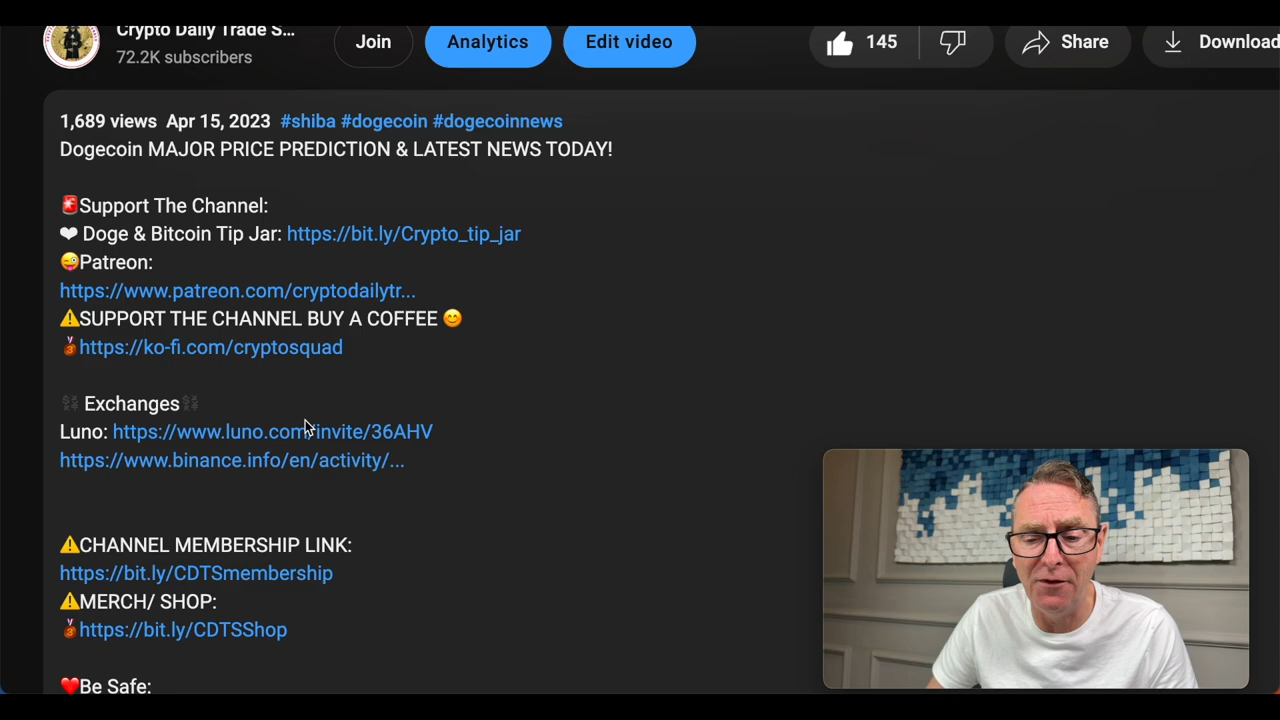 Crypto Daily Trade S...
72.2K subscribers
Join
Analytics
Edit video
145
Share
Download
1,689 views Apr 15, 2023 #shiba #dogecoin #dogecoinnews
Dogecoin MAJOR PRICE PREDICTION & LATEST NEWS TODAY!
🚨Support The Channel:
❤ Doge & Bitcoin Tip Jar: https://bit.ly/Crypto_tip_jar
😜Patreon:
https://www.patreon.com/cryptodailytr...
⚠️SUPPORT THE CHANNEL BUY A COFFEE 😊
🥉https://ko-fi.com/cryptosquad
💱 Exchanges💱
Luno: https://www.luno.com/invite/36AHV
https://www.binance.info/en/activity/...
⚠️CHANNEL MEMBERSHIP LINK:
https://bit.ly/CDTSmembership
⚠️MERCH/ SHOP:
🥉https://bit.ly/CDTSShop
❤️Be Safe: